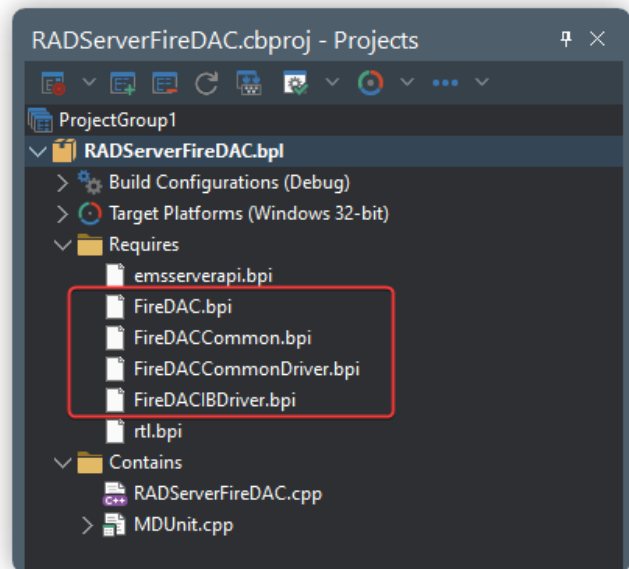 RADServerFireDAC.cbproj - Projects
ProjectGroup1
RADServerFireDAC.bpl
Build Configurations (Debug)
Target Platforms (Windows 32-bit)
Requires
emsserverapi.bpi
FireDAC.bpi
FireDACCommon.bpi
FireDACCommonDriver.bpi
FireDACIBDriver.bpi
rtl.bpi
Contains
C++ RADServerFireDAC.cpp
MDUnit.cpp